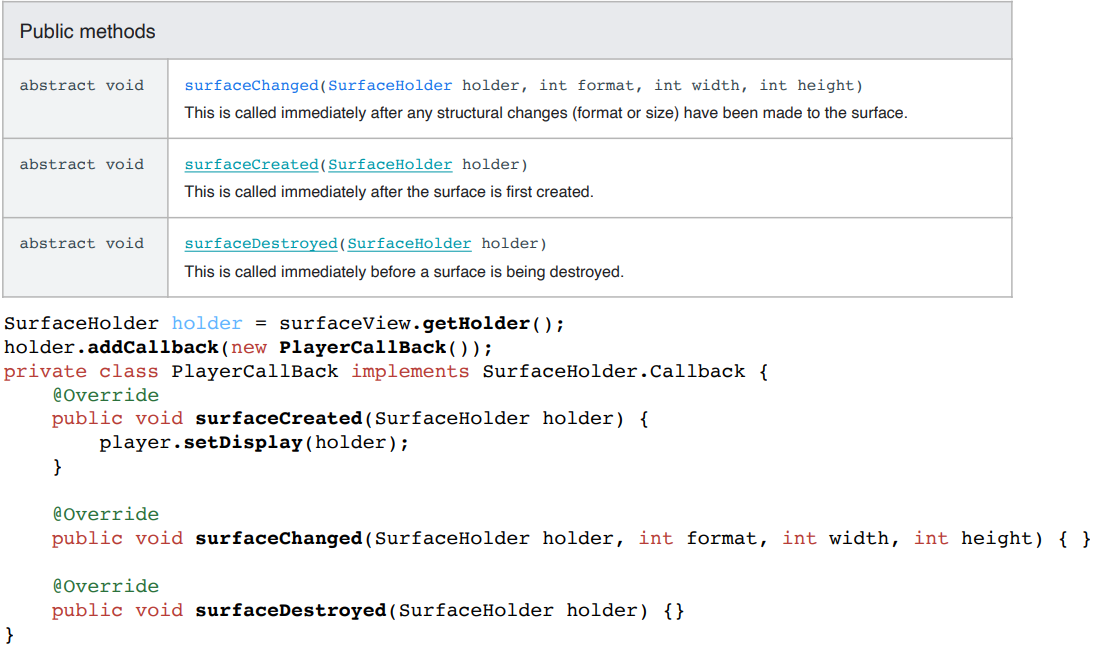 Public methods
abstract void surfaceChanged(SurfaceHolder holder, int format, int width, int height)
This is called immediately after any structural changes (format or size) have been made to the surface.
abstract void surfaceCreated(SurfaceHolder holder)
This is called immediately after the surface is first created.
abstract void surfaceDestroyed(SurfaceHolder holder)
This is called immediately before a surface is being destroyed.
SurfaceHolder holder = surfaceView.getHolder();
holder.addCallback(new PlayerCallBack());
private class PlayerCallBack implements SurfaceHolder.Callback {
    @Override
    public void surfaceCreated(SurfaceHolder holder) {
        player.setDisplay(holder);
    }

    @Override
    public void surfaceChanged(SurfaceHolder holder, int format, int width, int height) { }

    @Override
    public void surfaceDestroyed(SurfaceHolder holder) {}
}